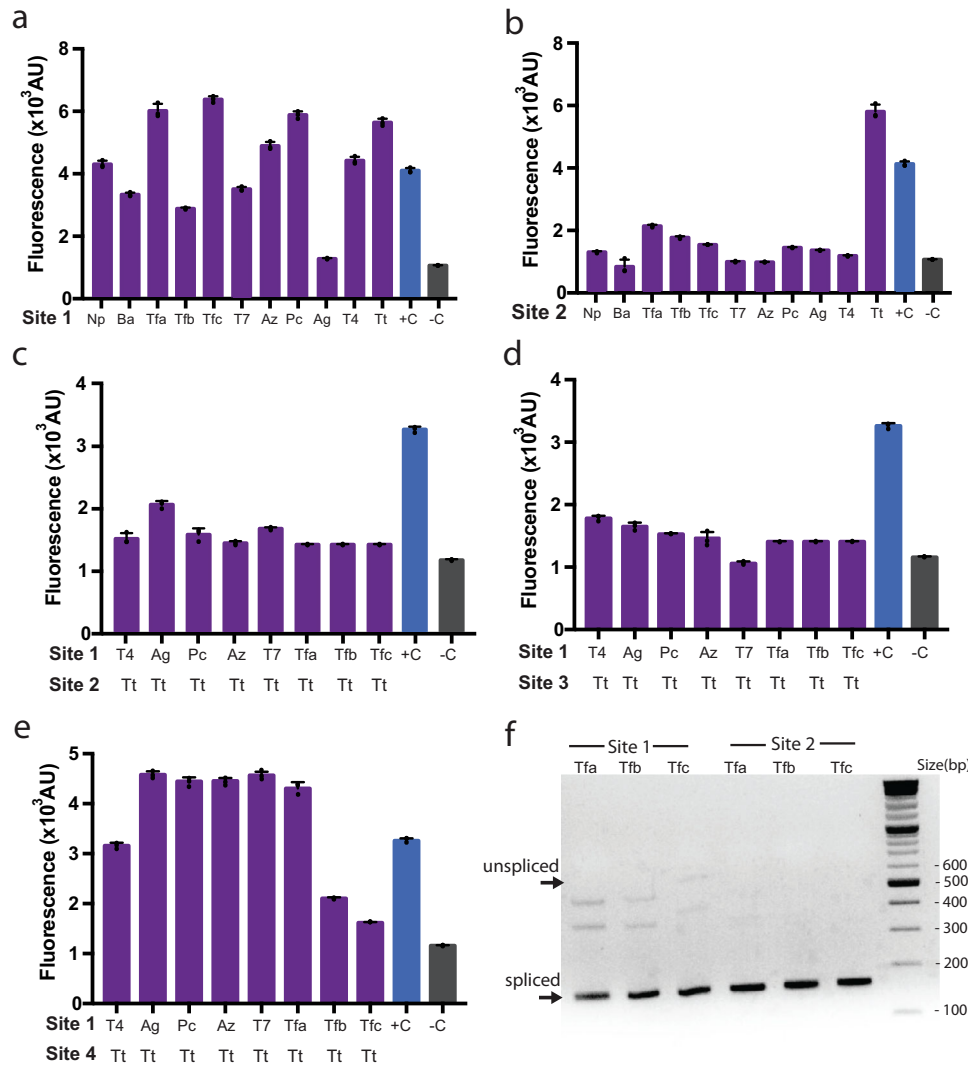 a
Fluorescence (x10³AU)
8
6
4
2
0
Site 1 Np Ba Tfa Tfb Tfc T7 Az Pc Ag T4 Tt +C -C
b
Fluorescence (x10³AU)
8
6
4
2
0
Site 2 Np Ba Tfa Tfb Tfc T7 Az Pc Ag T4 Tt +C -C
c
Fluorescence (x10³AU)
4
3
2
1
0
Site 1 T4 Ag Pc Az T7 Tfa Tfb Tfc +C -C
Site 2 Tt Tt Tt Tt Tt Tt Tt Tt
d
Fluorescence (x10³AU)
4
3
2
1
0
Site 1 T4 Ag Pc Az T7 Tfa Tfb Tfc +C -C
Site 3 Tt Tt Tt Tt Tt Tt Tt Tt
e
Fluorescence (x10³AU)
5
4
3
2
1
0
Site 1 T4 Ag Pc Az T7 Tfa Tfb Tfc +C -C
Site 4 Tt Tt Tt Tt Tt Tt Tt Tt
f
Site 1 Site 2
Tfa Tfb Tfc Tfa Tfb Tfc Size(bp)
unspliced
spliced
- 600
- 500
- 400
- 300
- 200
- 100